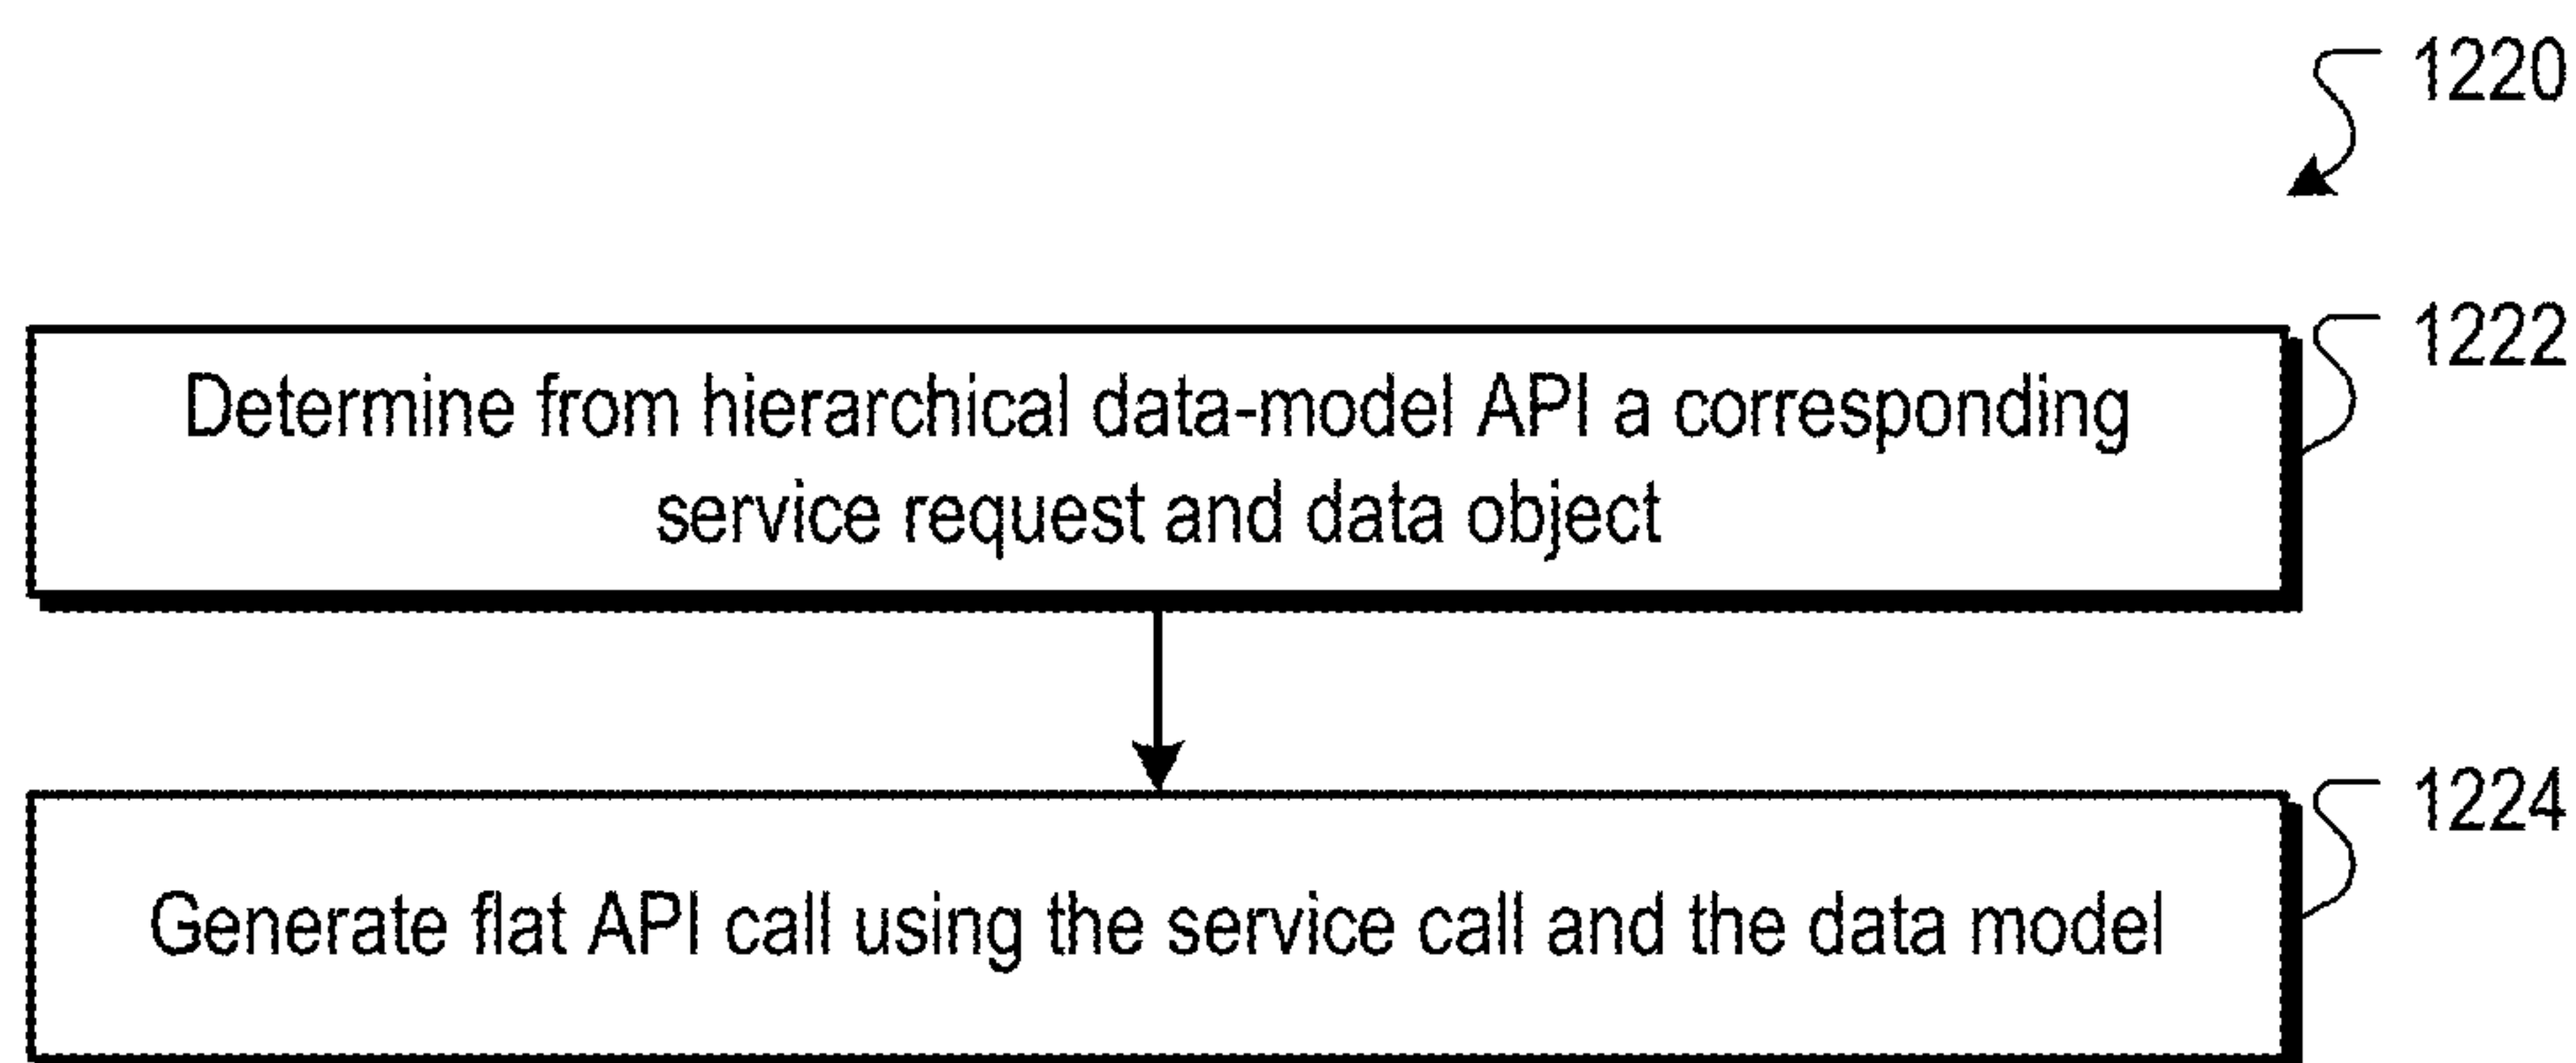 1220
1222
Determine from hierarchical data-model API a corresponding
service request and data object
1224
Generate flat API call using the service call and the data model